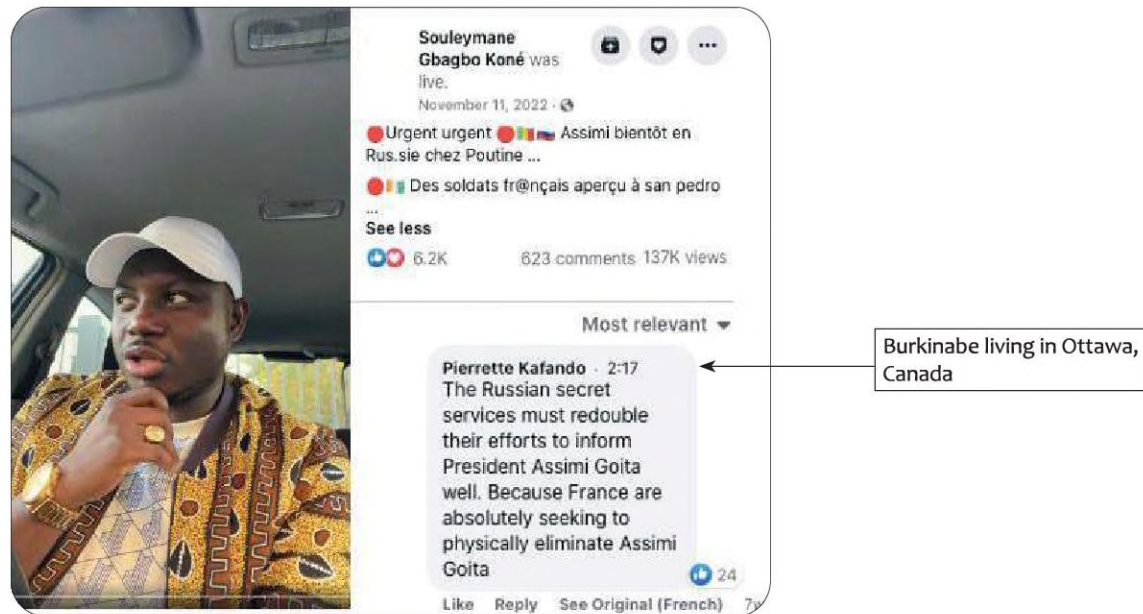 Souleymane
Gbagbo Koné was
live.
November 11, 2022 ·
Urgent urgent Assimi bientôt en
Rus.sie chez Poutine ...
Des soldats fr@nçais aperçu à san pedro
...
See less
6.2K 623 comments 137K views
Most relevant
Pierrette Kafando · 2:17
The Russian secret
services must redouble
their efforts to inform
President Assimi Goita
well. Because France are
absolutely seeking to
physically eliminate Assimi
Goita
24
Like Reply See Original (French)
Burkinabe living in Ottawa,
Canada